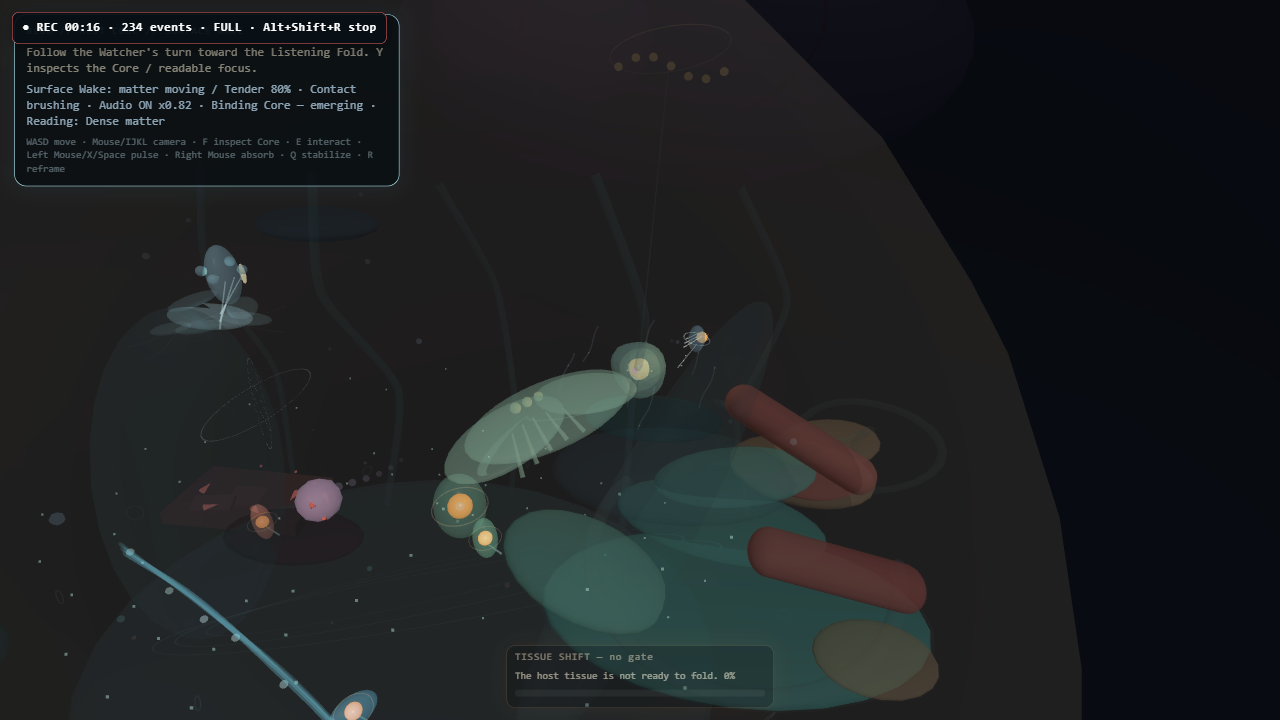 ● REC 00:16 · 234 events · FULL · Alt+Shift+R stop
Follow the Watcher's turn toward the Listening Fold. Y
inspects the Core / readable focus.
Surface Wake: matter moving / Tender 80% · Contact
brushing · Audio ON x0.82 · Binding Core — emerging ·
Reading: Dense matter
WASD move · Mouse/IJKL camera · F inspect Core · E interact ·
Left Mouse/X/Space pulse · Right Mouse absorb · Q stabilize · R
reframe
TISSUE SHIFT — no gate
The host tissue is not ready to fold. 0%